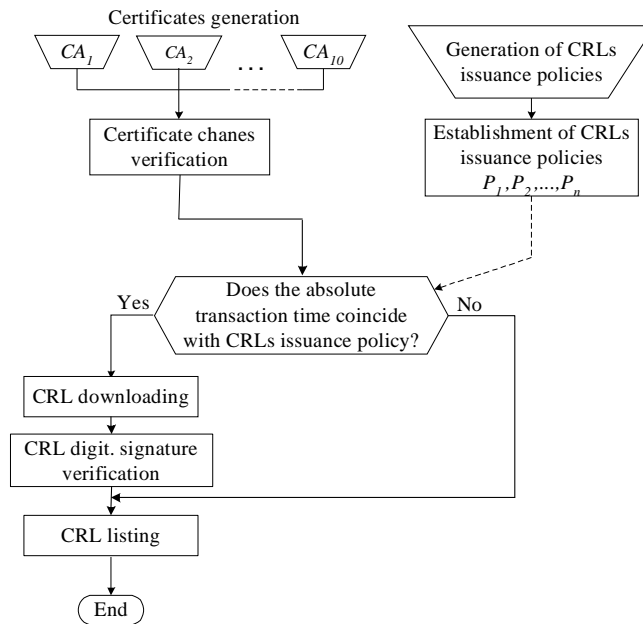 Certificates generation
CA1 CA2 ... CA10
Generation of CRLs
issuance policies
Certificate chanes
verification
Establishment of CRLs
issuance policies
P1,P2,...,Pn
Does the absolute
transaction time coincide
with CRLs issuance policy?
Yes
No
CRL downloading
CRL digit. signature
verification
CRL listing
End